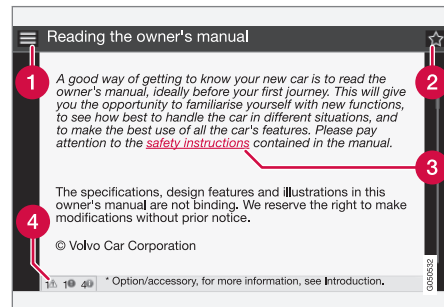 Reading the owner's manual
1
2
A good way of getting to know your new car is to read the
owner's manual, ideally before your first journey. This will give
you the opportunity to familiarise yourself with new functions,
to see how best to handle the car in different situations, and
to make the best use of all the car's features. Please pay
attention to the safety instructions contained in the manual.
3
The specifications, design features and illustrations in this
owner's manual are not binding. We reserve the right to make
modifications without prior notice.
4
© Volvo Car Corporation
1 1 4 * Option/accessory, for more information, see Introduction.
G050532